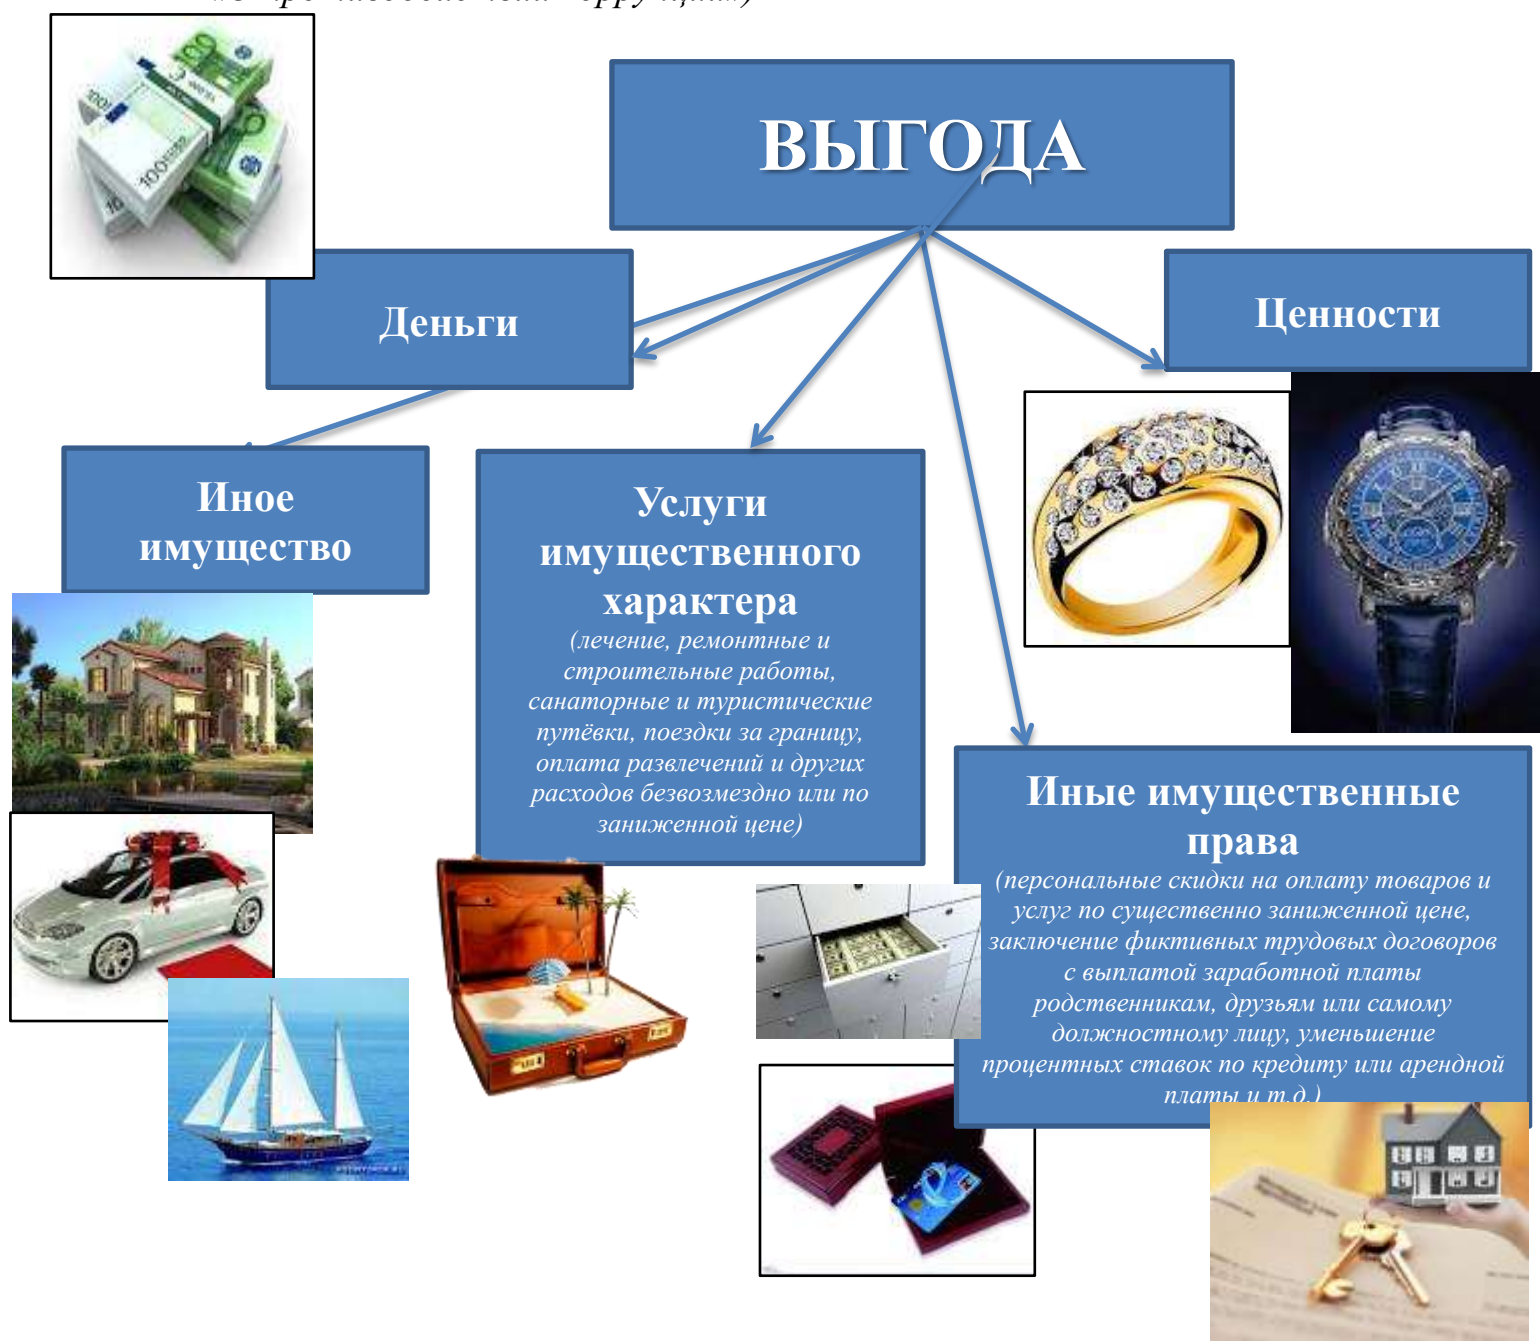 ВЫГОДА
Деньги
Ценности
Иное
имущество
Услуги
имущественного
характера
(лечение, ремонтные и
строительные работы,
санаторные и туристические
путёвки, поездки за границу,
оплата развлечений и других
расходов безвозмездно или по
заниженной цене)
Иные имущественные
права
(персональные скидки на оплату товаров и
услуг по существенно заниженной цене,
заключение фиктивных трудовых договоров
с выплатой заработной платы
родственникам, друзьям или самому
должностному лицу, уменьшение
процентных ставок по кредиту или арендной
платы и т.д.)
100
100